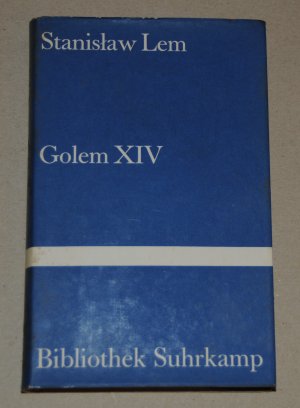 Stanisław Lem
Golem XIV
Bibliothek Suhrkamp